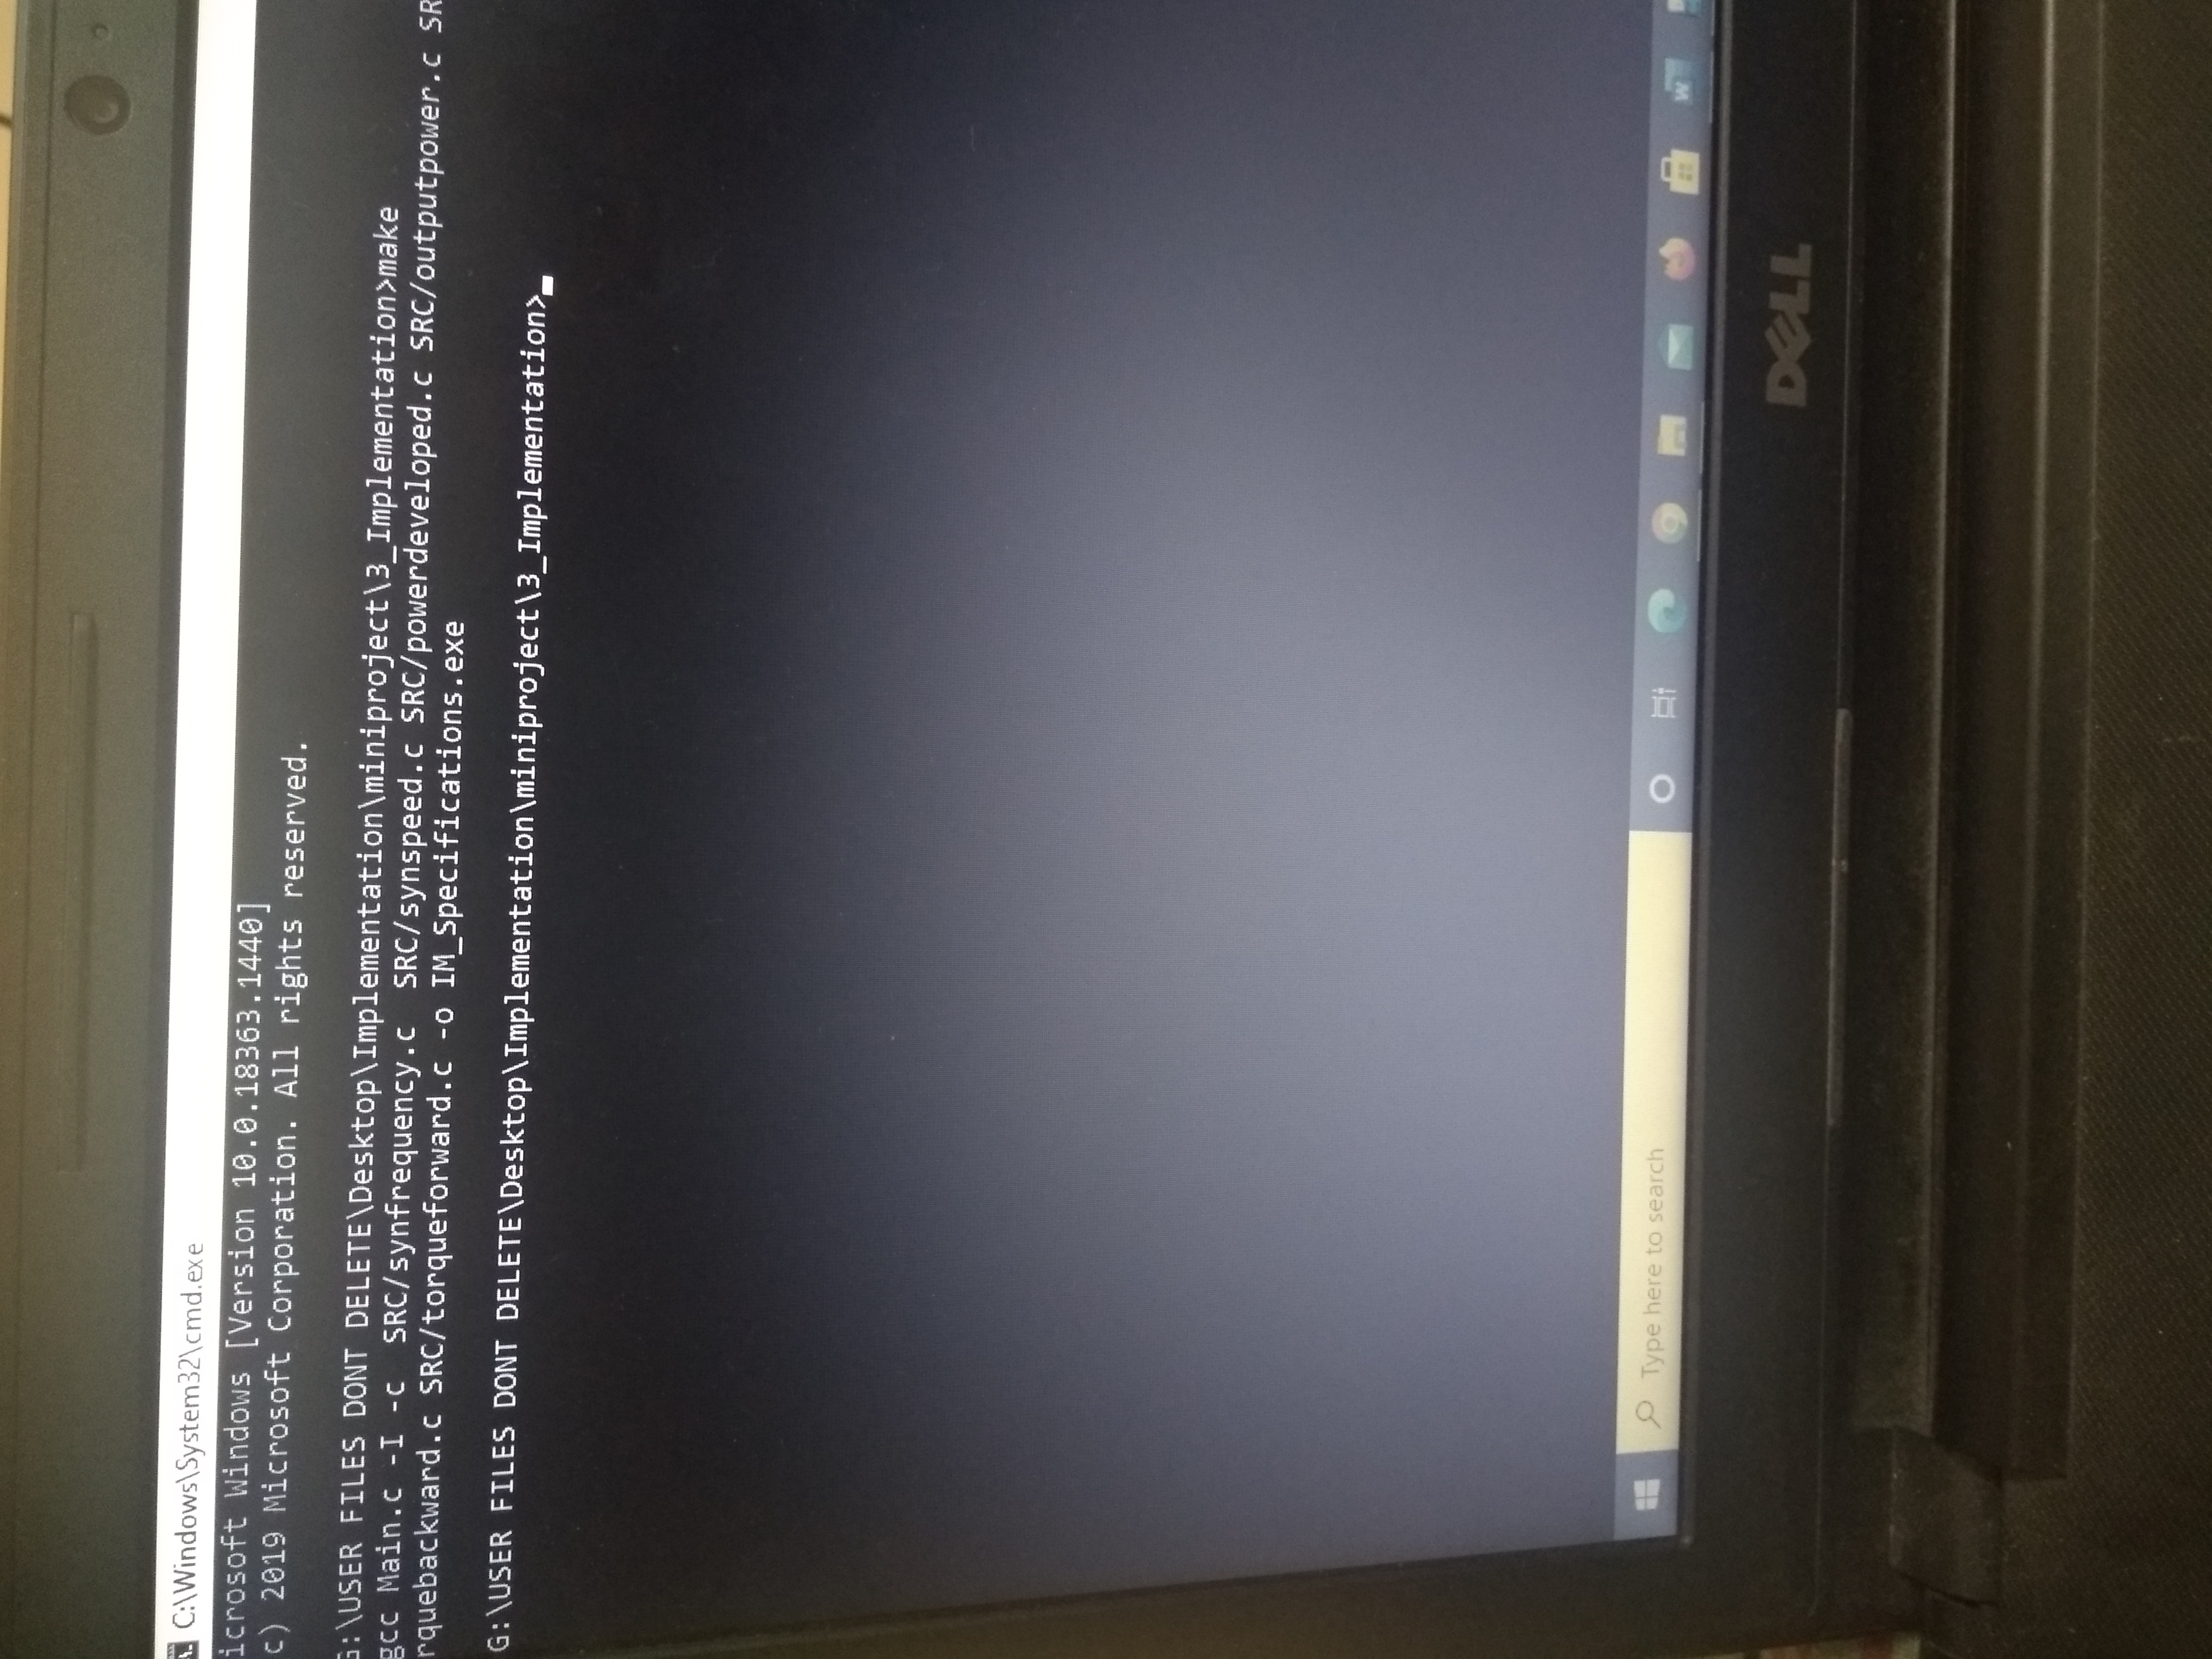 C:\Windows\System32\cmd.exe
icrosoft Windows [Version 10.0.18363.1440]
c) 2019 Microsoft Corporation. All rights reserved.
G:\USER FILES DONT DELETE\Desktop\Implementation\miniproject\3_Implementation>make
gcc Main.c -I -c  SRC/synfrequency.c  SRC/synspeed.c SRC/powerdeveloped.c SRC/outputpower.c SR
rquebackward.c SRC/torqueforward.c -o IM_Specifications.exe
G:\USER FILES DONT DELETE\Desktop\Implementation\miniproject\3_Implementation>
Type here to search
W
DELL